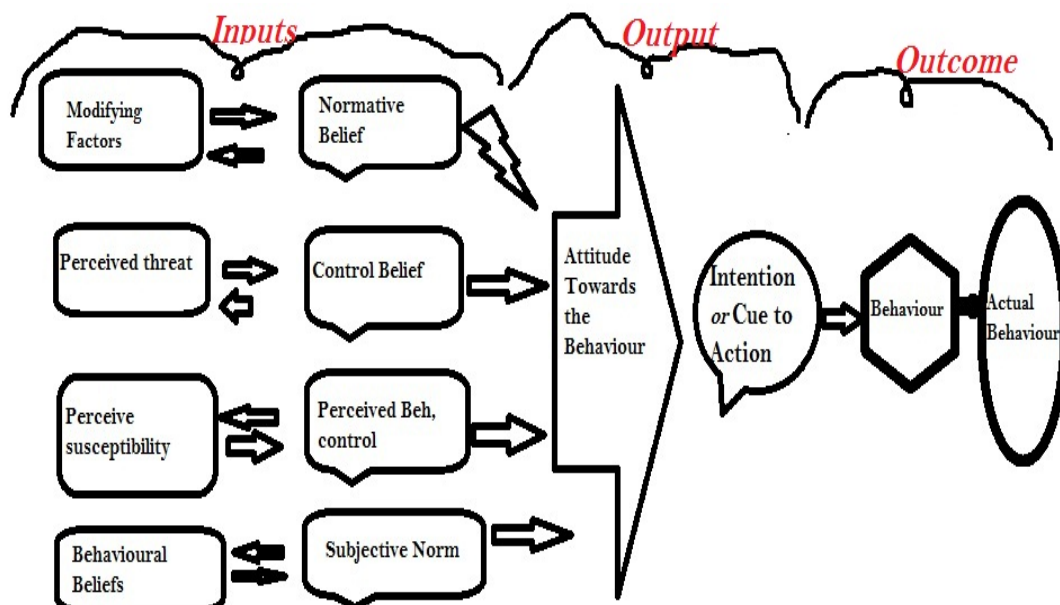 Inputs
Output
Outcome
Modifying
Factors
Normative
Belief
Perceived threat
Control Belief
Perceive
susceptibility
Perceived Beh,
control
Behavioural
Beliefs
Subjective Norm
Attitude
Towards
the
Behaviour
Intention
or Cue to
Action
Behaviour
Actual
Behaviour